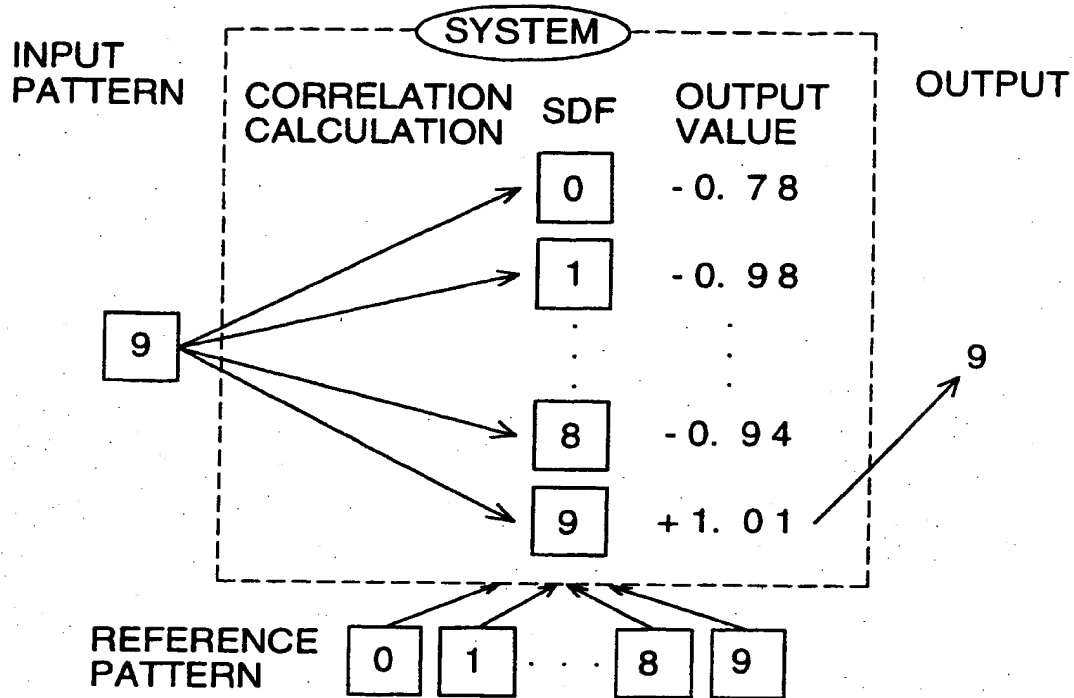 SYSTEM
INPUT
PATTERN
CORRELATION
CALCULATION
SDF
OUTPUT
VALUE
OUTPUT
0 -0. 78
1 -0. 98
9
9
8 -0. 94
9 +1. 01
REFERENCE
PATTERN
0 1 · · · 8 9